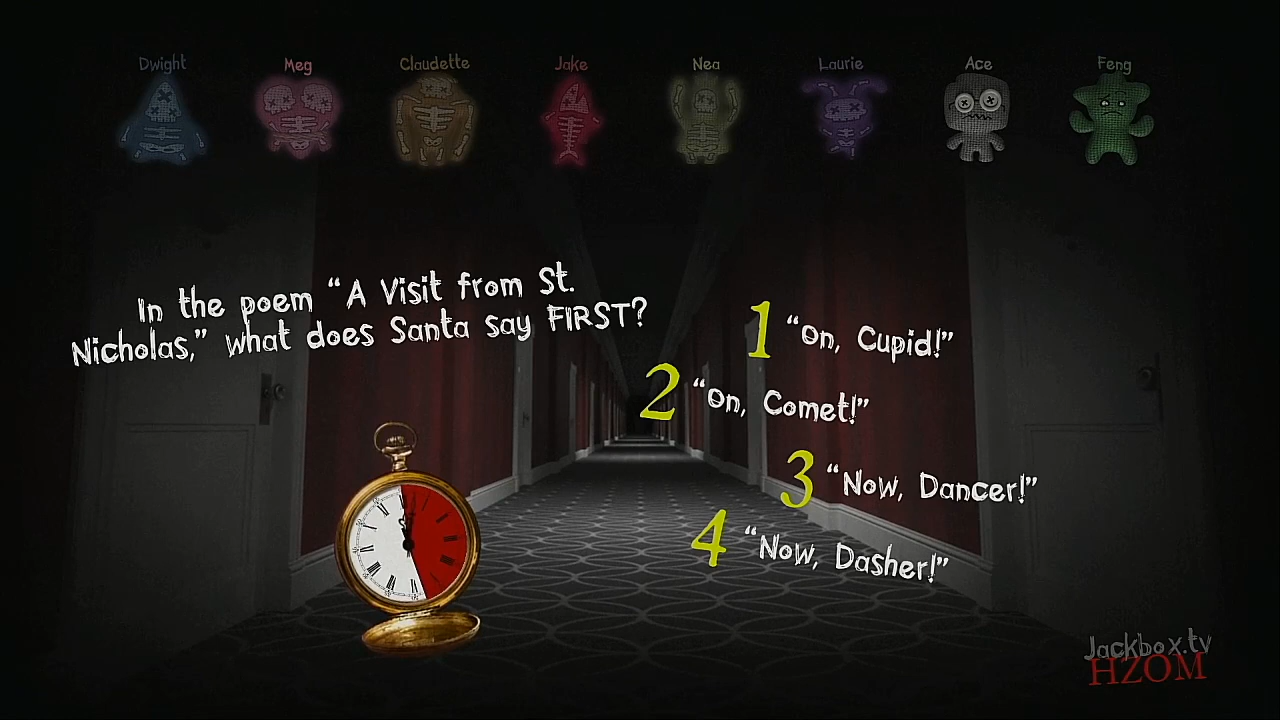 Dwight
Meg
Claudette
Jake
Nea
Laurie
Ace
Feng
In the poem “A Visit from St.
Nicholas,” what does Santa say FIRST?
1 “On, Cupid!”
2 “On, Comet!”
3 “Now, Dancer!”
4 “Now, Dasher!”
Jackbox.tv
HZOM